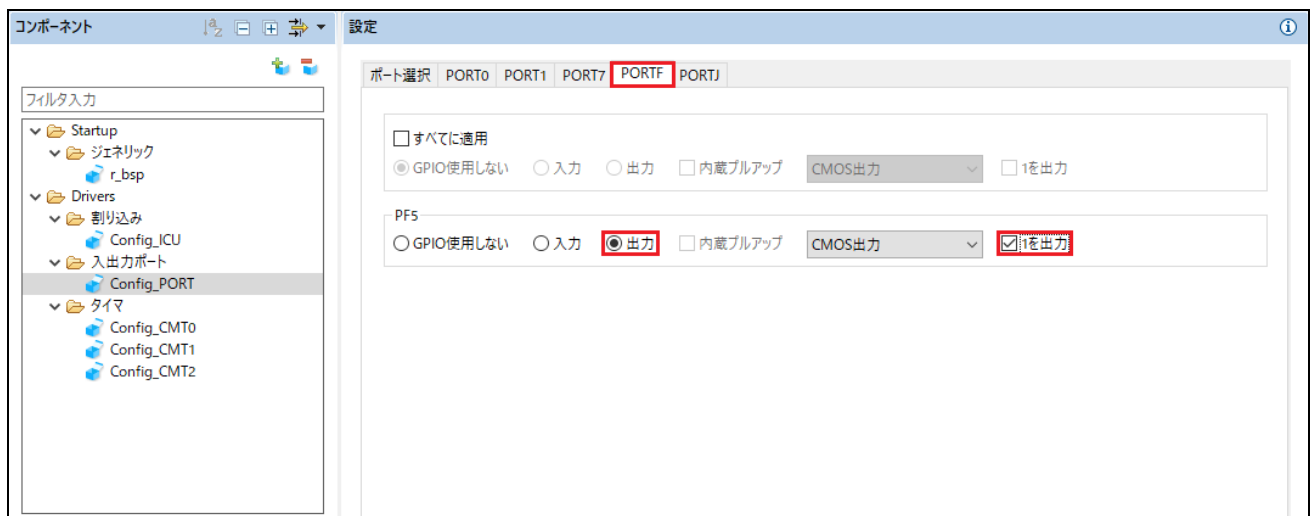 コンポーネント
設定
ポート選択 PORT0 PORT1 PORT7 PORTF PORTJ
フィルタ入力
Startup
ジェネリック
r_bsp
Drivers
割り込み
Config_ICU
入出力ポート
Config_PORT
タイマ
Config_CMT0
Config_CMT1
Config_CMT2
すべてに適用
GPIO使用しない 入力 出力 内蔵プルアップ CMOS出力 1を出力
PF5
GPIO使用しない 入力 出力 内蔵プルアップ CMOS出力 1を出力